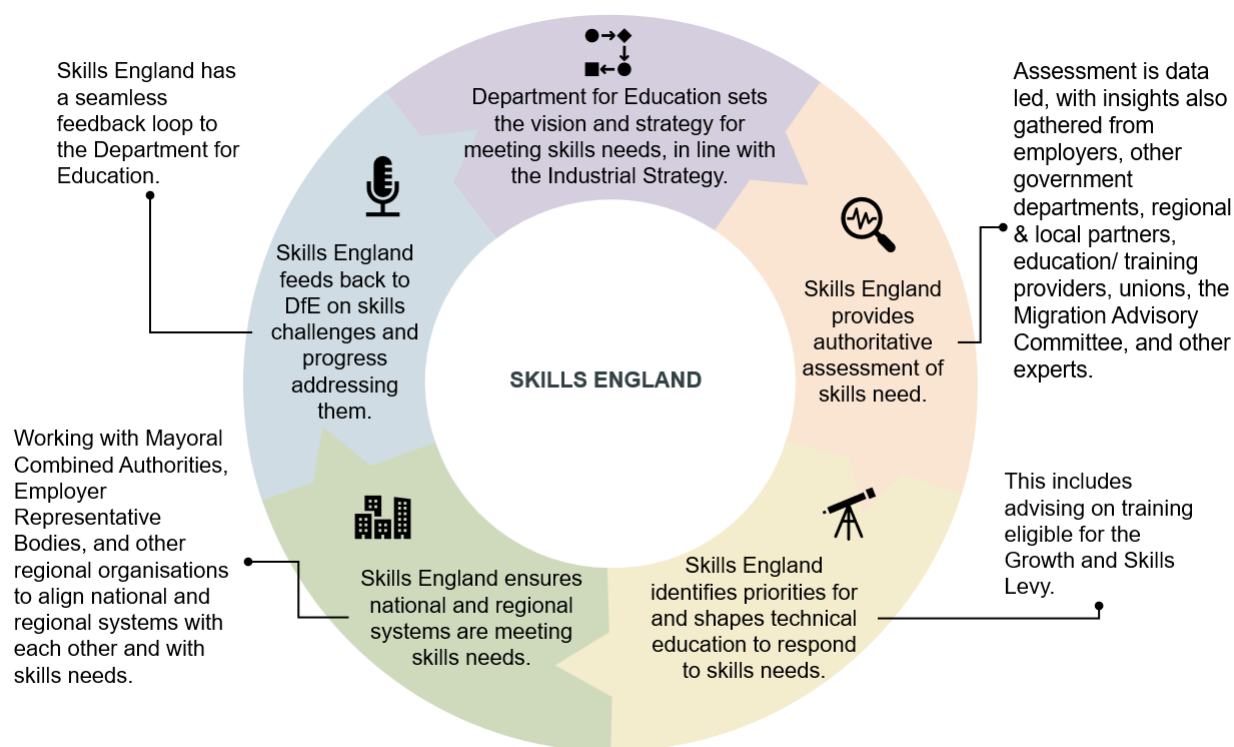 Department for Education sets
the vision and strategy for
meeting skills needs, in line with
the Industrial Strategy.
Skills England has
a seamless
feedback loop to
the Department for
Education.
Assessment is data
led, with insights also
gathered from
employers, other
government
departments, regional
& local partners,
education/ training
providers, unions, the
Migration Advisory
Committee, and other
experts.
Skills England
feeds back to
DfE on skills
challenges and
progress
addressing
them.
Skills England
provides
authoritative
assessment of
skills need.
SKILLS ENGLAND
Working with Mayoral
Combined Authorities,
Employer
Representative
Bodies, and other
regional organisations
to align national and
regional systems with
each other and with
skills needs.
Skills England ensures
national and regional
systems are meeting
skills needs.
Skills England
identifies priorities for
and shapes technical
education to respond
to skills needs.
This includes
advising on training
eligible for the
Growth and Skills
Levy.